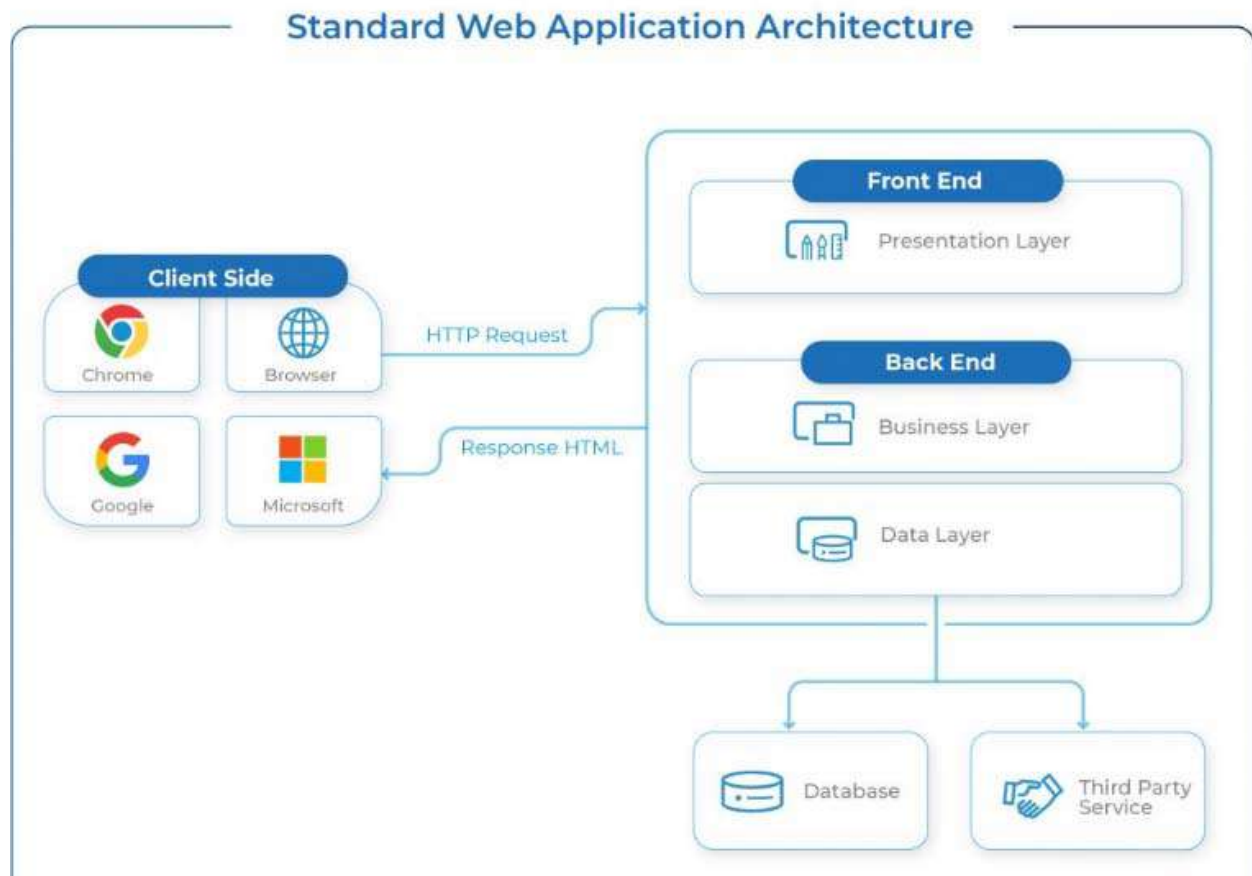 Standard Web Application Architecture
Front End
Presentation Layer
Client Side
Chrome
Browser
HTTP Request
Back End
Business Layer
Google
Microsoft
Response HTML
Data Layer
Database
Third Party
Service